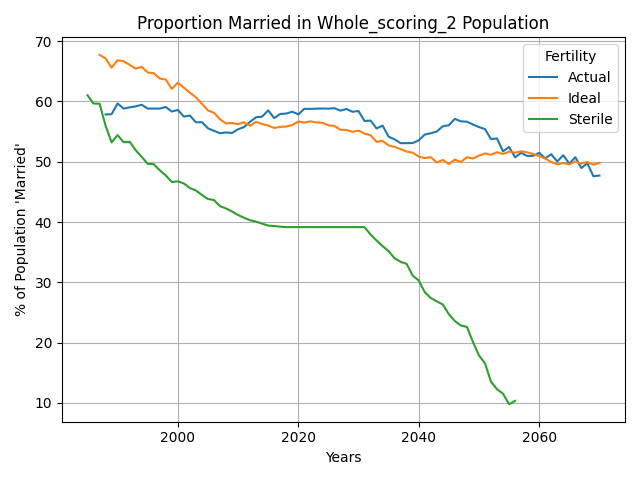 Proportion Married in Whole_scoring_2 Population
70
60
50
40
30
20
10
% of Population 'Married'
Fertility
Actual
Ideal
Sterile
2000 2020 2040 2060
Years